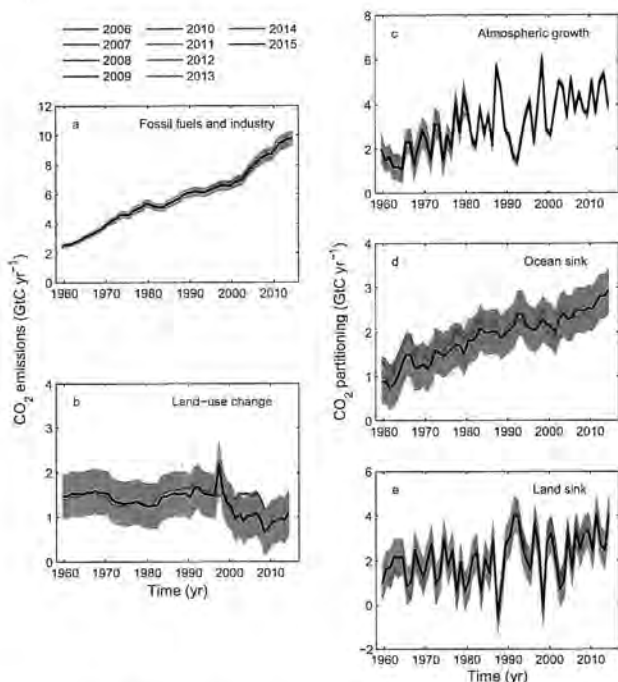 2006 2010 2014
2007 2011 2015
2008 2012
2009 2013
a Fossil fuels and industry
12
10
8
6
4
2
0
1960 1970 1980 1990 2000 2010
CO2 emissions (GtC yr−1)
b Land−use change
4
3
2
1
0
1960 1970 1980 1990 2000 2010
Time (yr)
c Atmospheric growth
8
6
4
2
0
1960 1970 1980 1990 2000 2010
CO2 partitioning (GtC yr−1)
d Ocean sink
4
3
2
1
0
1960 1970 1980 1990 2000 2010
e Land sink
6
4
2
0
−2
1960 1970 1980 1990 2000 2010
Time (yr)